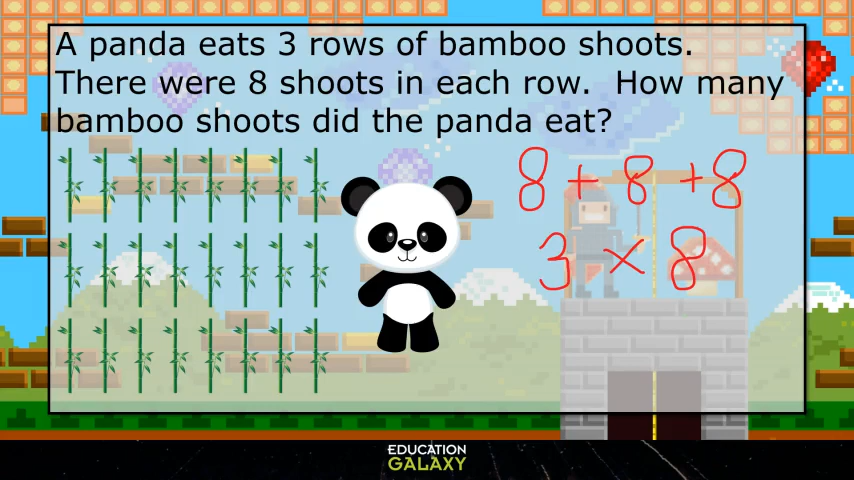 A panda eats 3 rows of bamboo shoots.
There were 8 shoots in each row.  How many
bamboo shoots did the panda eat?
8 + 8 + 8
3 × 8
EDUCATION
GALAXY